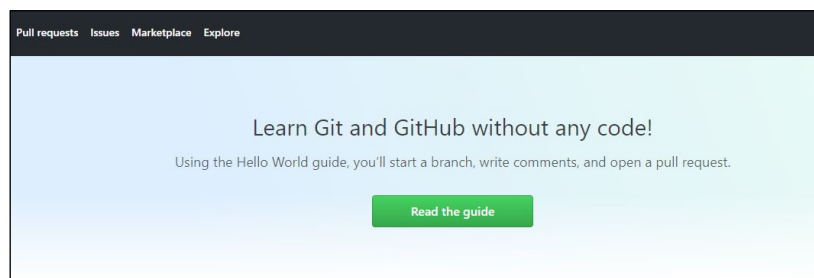 Pull requests Issues Marketplace Explore
Learn Git and GitHub without any code!
Using the Hello World guide, you’ll start a branch, write comments, and open a pull request.
Read the guide